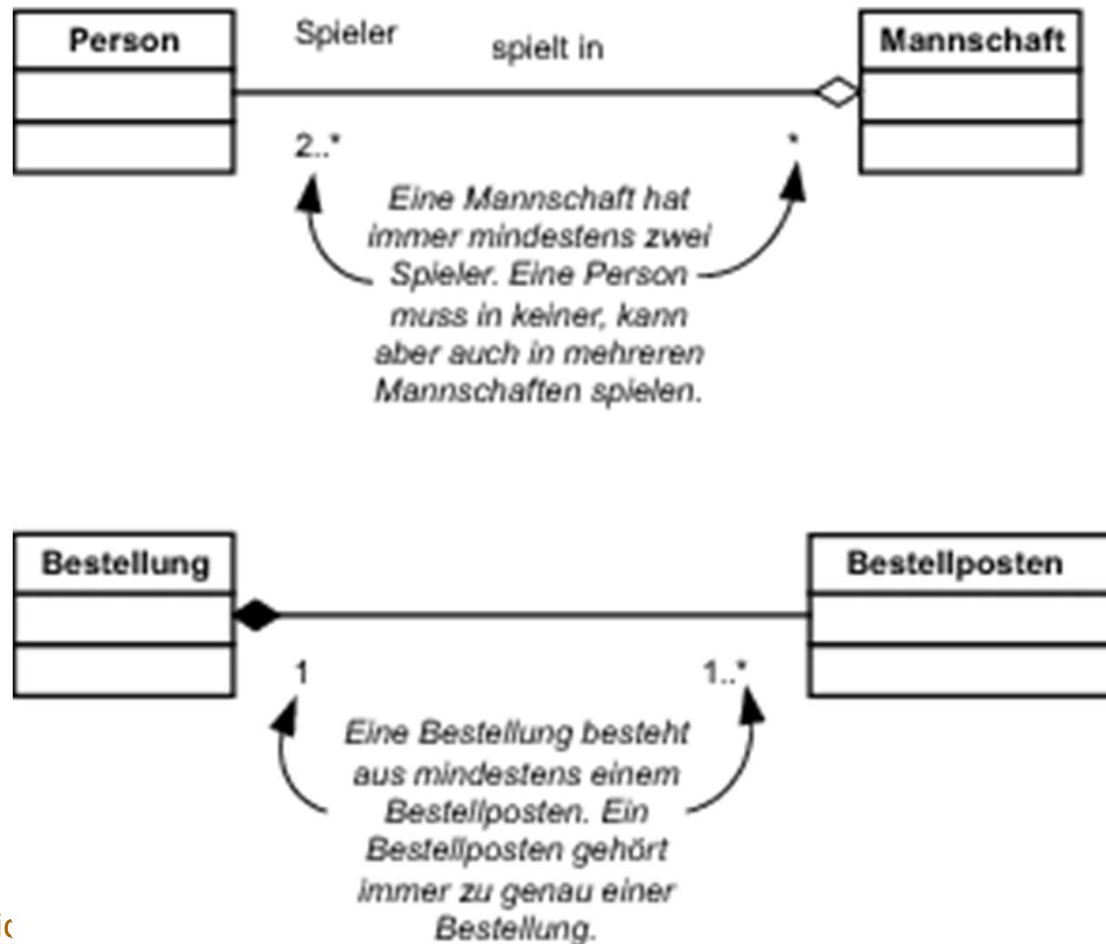 Person
Spieler
spielt in
Mannschaft
2..*
*
Eine Mannschaft hat
immer mindestens zwei
Spieler. Eine Person
muss in keiner, kann
aber auch in mehreren
Mannschaften spielen.
Bestellung
Bestellposten
1
1..*
Eine Bestellung besteht
aus mindestens einem
Bestellposten. Ein
Bestellposten gehört
immer zu genau einer
Bestellung.